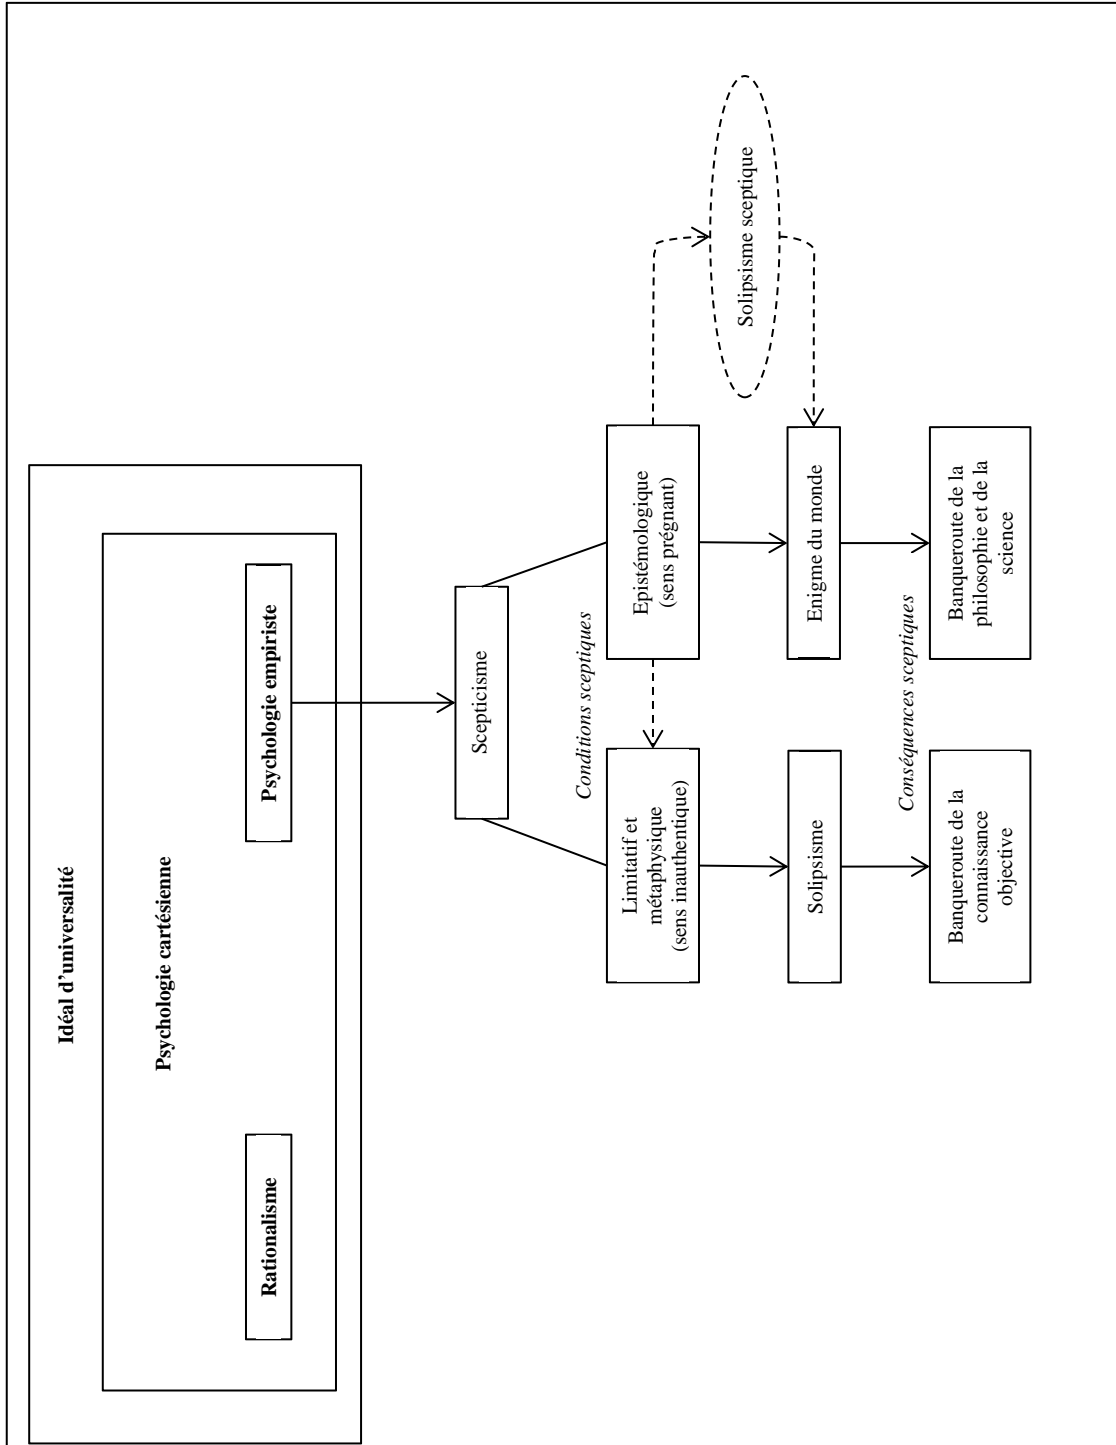 Idéal d'universalité
Psychologie cartésienne
Rationalisme
Psychologie empiriste
Scepticisme
Conditions sceptiques
Limitatif et
métaphysique
(sens inauthentique)
Epistémologique
(sens prégnant)
Solipsisme sceptique
Solipsisme
Enigme du monde
Conséquences sceptiques
Banqueroute de la
connaissance
objective
Banqueroute de la
philosophie et de la
science